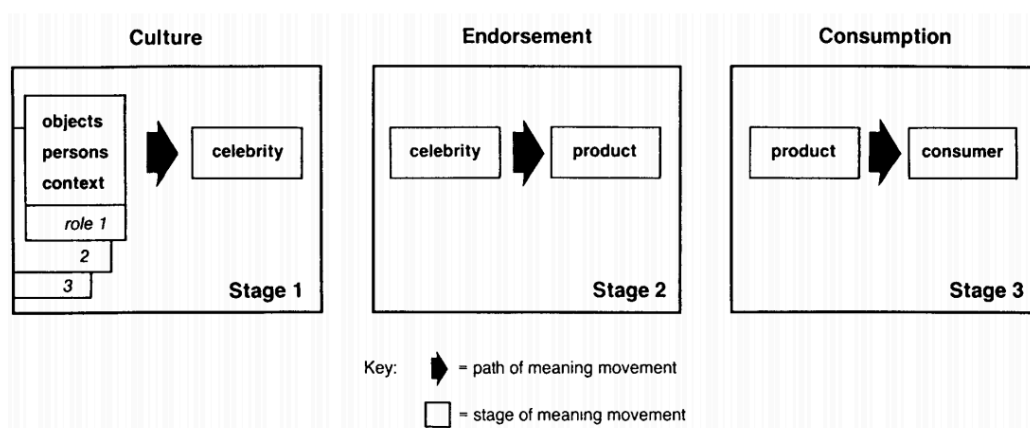 Culture
Endorsement
Consumption
objects
persons
context
role 1
2
3
celebrity
Stage 1
celebrity
product
Stage 2
product
consumer
Stage 3
Key:
= path of meaning movement
= stage of meaning movement